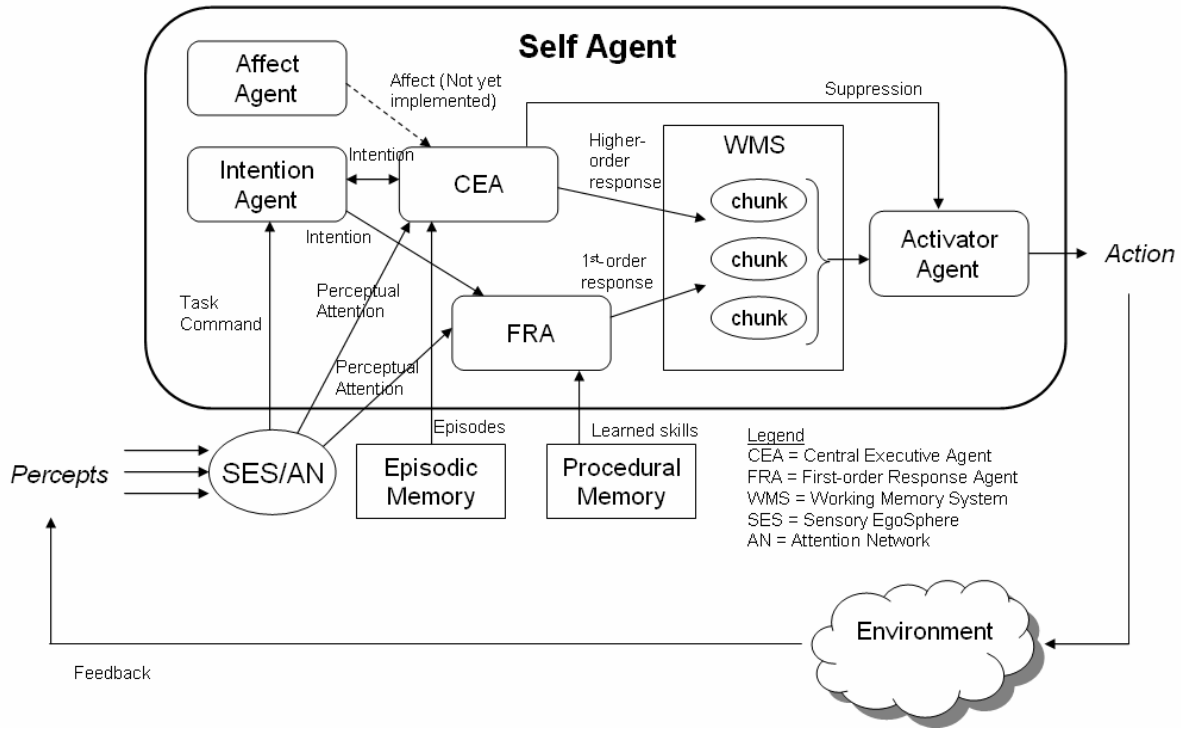 Self Agent
Affect
Agent
Affect (Not yet
implemented)
Suppression
Intention
Agent
Intention
CEA
Higher-
order
response
WMS
chunk
chunk
chunk
Activator
Agent
Action
Intention
1st-order
response
Task
Command
Perceptual
Attention
FRA
Perceptual
Attention
Percepts
SES/AN
Episodes
Episodic
Memory
Learned skills
Procedural
Memory
Legend
CEA = Central Executive Agent
FRA = First-order Response Agent
WMS = Working Memory System
SES = Sensory EgoSphere
AN = Attention Network
Environment
Feedback